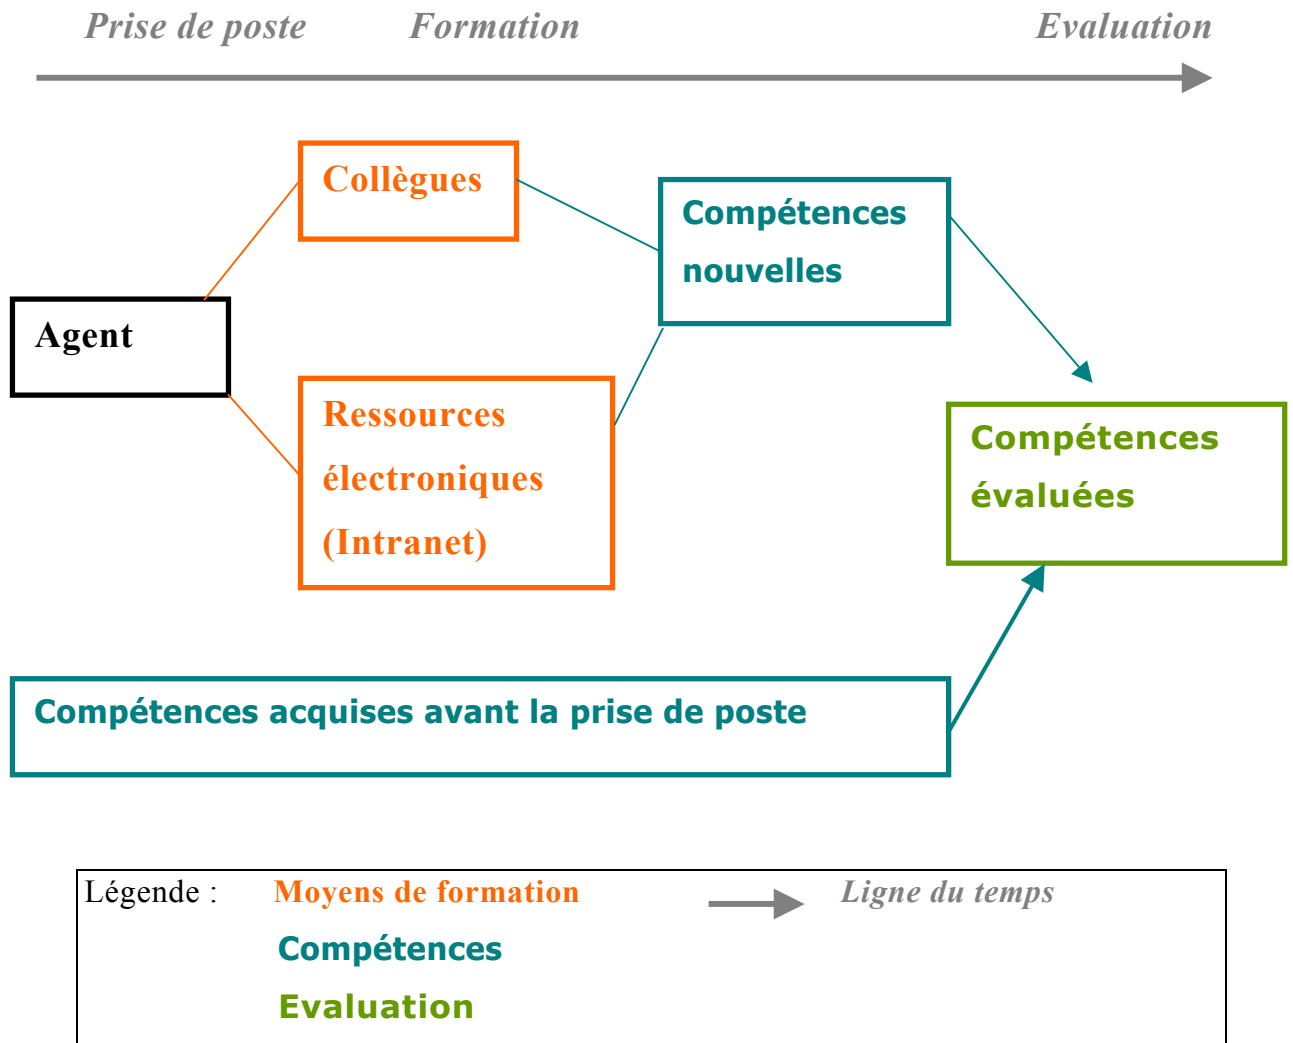 Prise de poste Formation Evaluation
Collègues
Compétences
nouvelles
Agent
Ressources
électroniques
(Intranet)
Compétences
évaluées
Compétences acquises avant la prise de poste
Légende : Moyens de formation Ligne du temps
Compétences
Evaluation